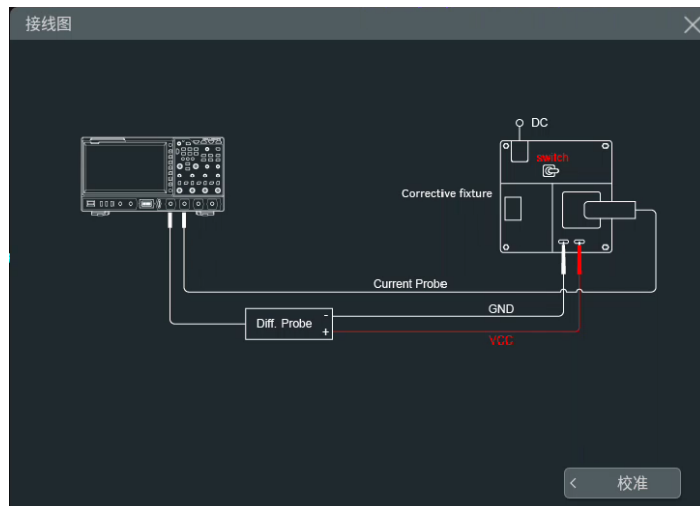 接线图
DC
switch
Corrective fixture
Current Probe
GND
Diff. Probe
-
+
VCC
校准